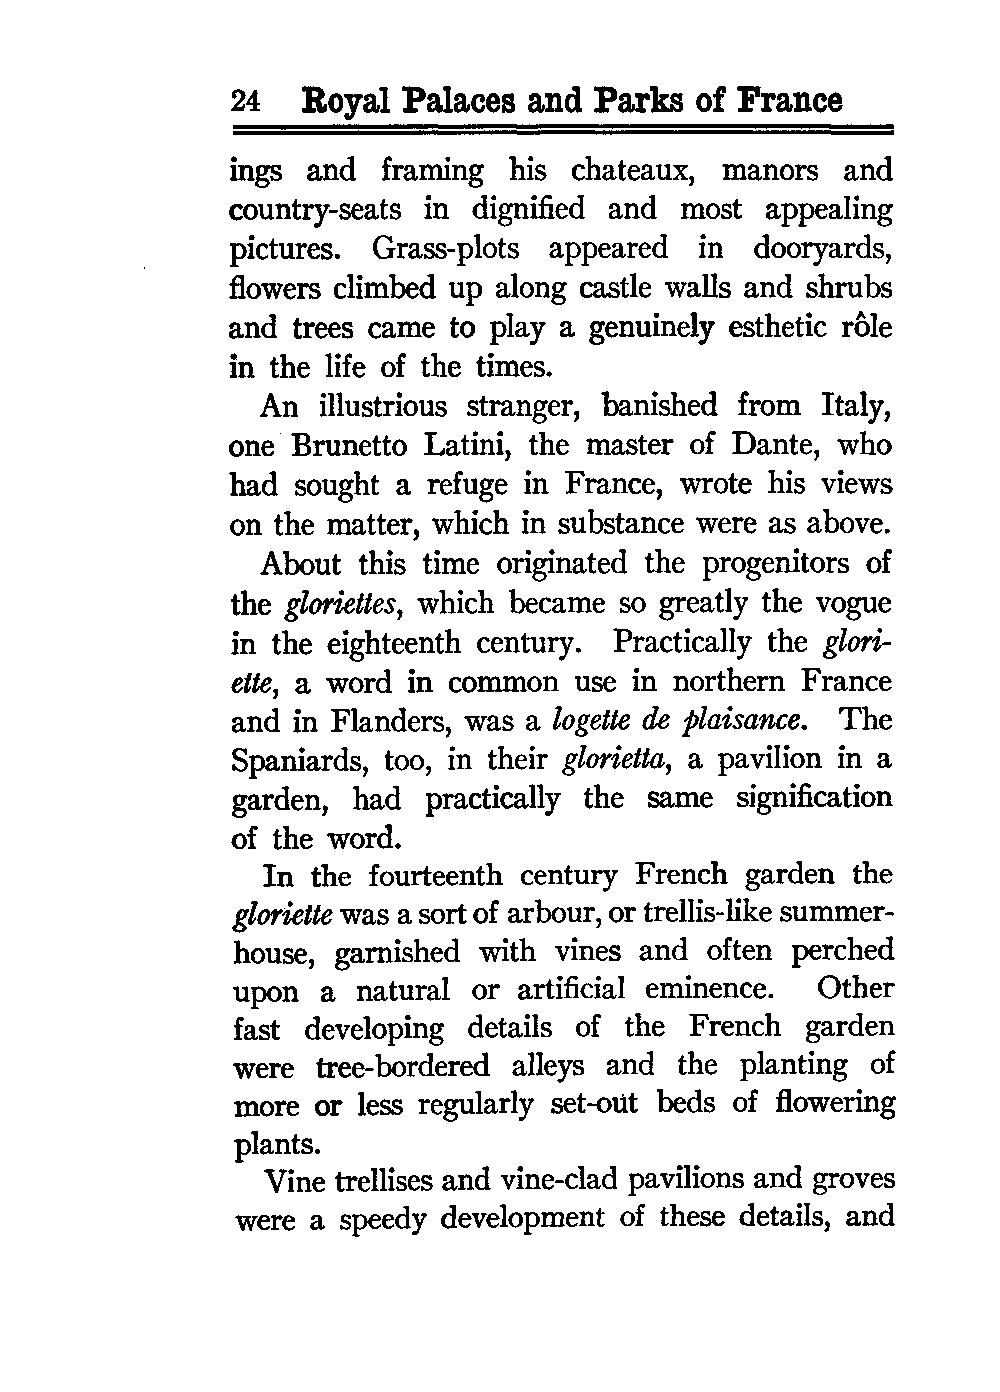 24 Royal Palaces and Parks of France
ings and framing his chateaux, manors and
country-seats in dignified and most appealing
pictures. Grass-plots appeared in dooryards,
flowers climbed up along castle walls and shrubs
and trees came to play a genuinely esthetic rôle
in the life of the times.
An illustrious stranger, banished from Italy,
one Brunetto Latini, the master of Dante, who
had sought a refuge in France, wrote his views
on the matter, which in substance were as above.
About this time originated the progenitors of
the gloriettes, which became so greatly the vogue
in the eighteenth century. Practically the glori-
ette, a word in common use in northern France
and in Flanders, was a logette de plaisance. The
Spaniards, too, in their glorietta, a pavilion in a
garden, had practically the same signification
of the word.
In the fourteenth century French garden the
gloriette was a sort of arbour, or trellis-like summer-
house, garnished with vines and often perched
upon a natural or artificial eminence. Other
fast developing details of the French garden
were tree-bordered alleys and the planting of
more or less regularly set-out beds of flowering
plants.
Vine trellises and vine-clad pavilions and groves
were a speedy development of these details, and